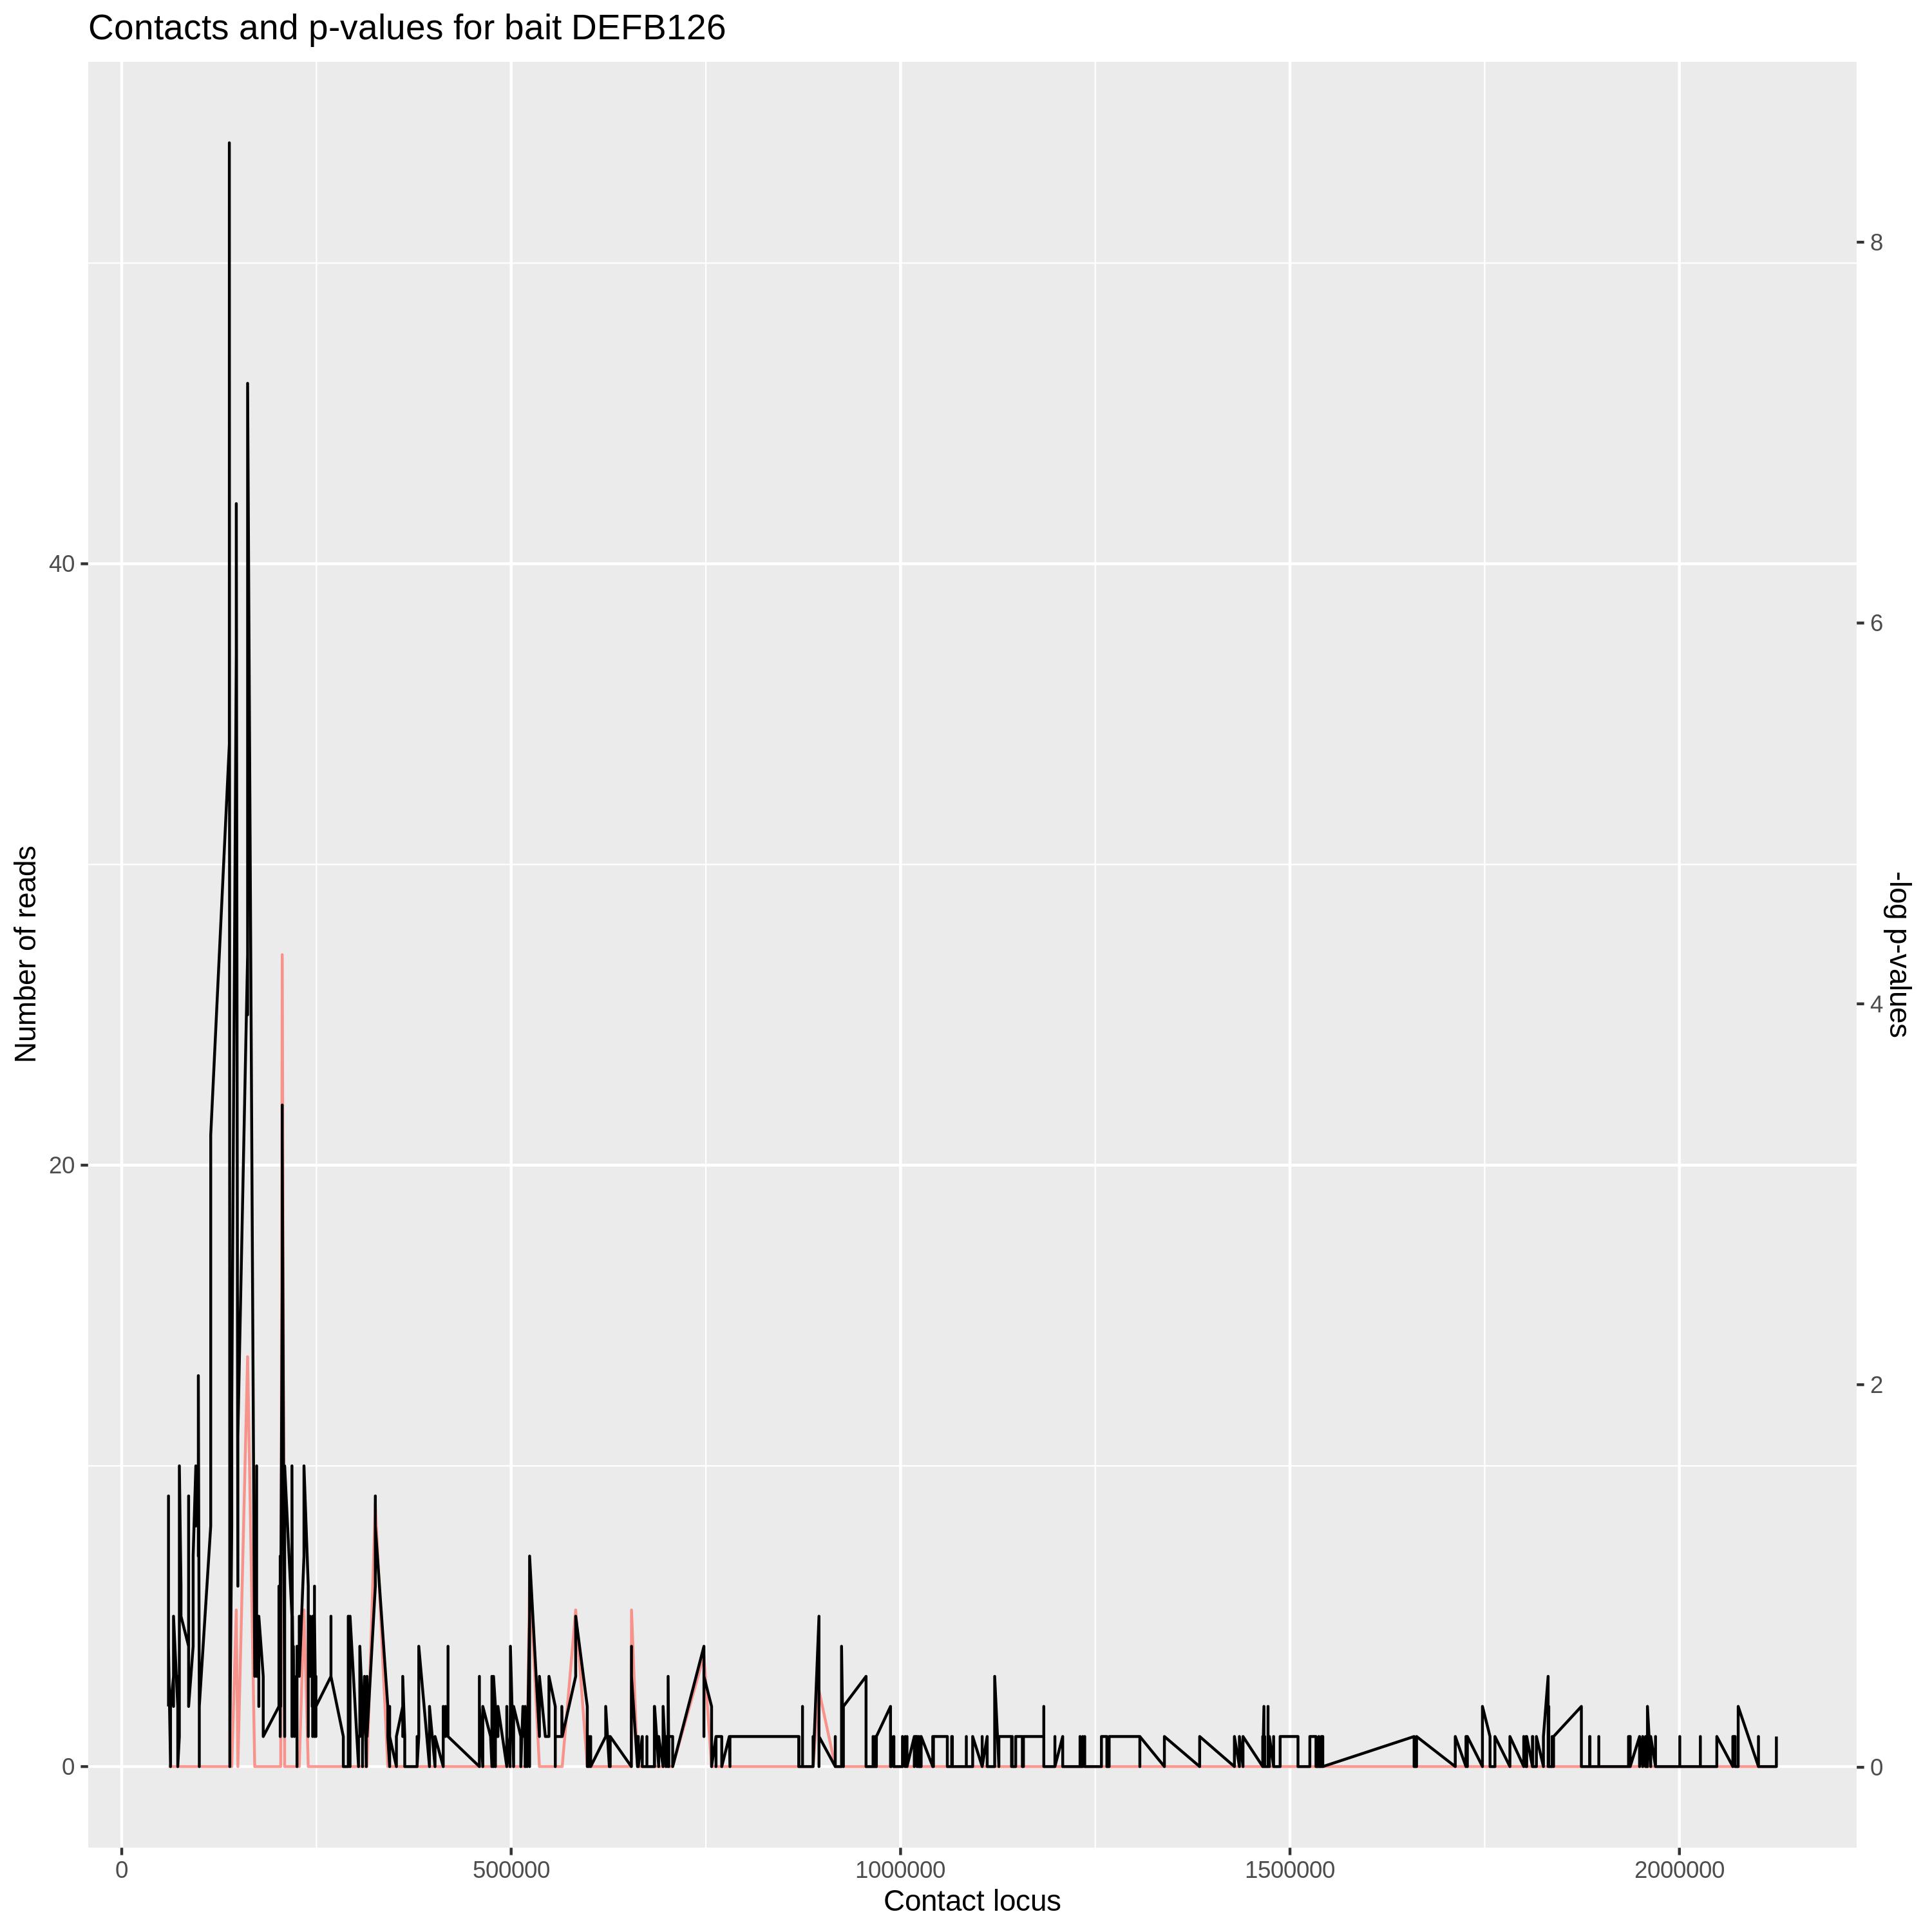 Contacts and p-values for bait DEFB126
Number of reads
40
20
0
8
6
4
2
0
-log p-values
0 500000 1000000 1500000 2000000
Contact locus